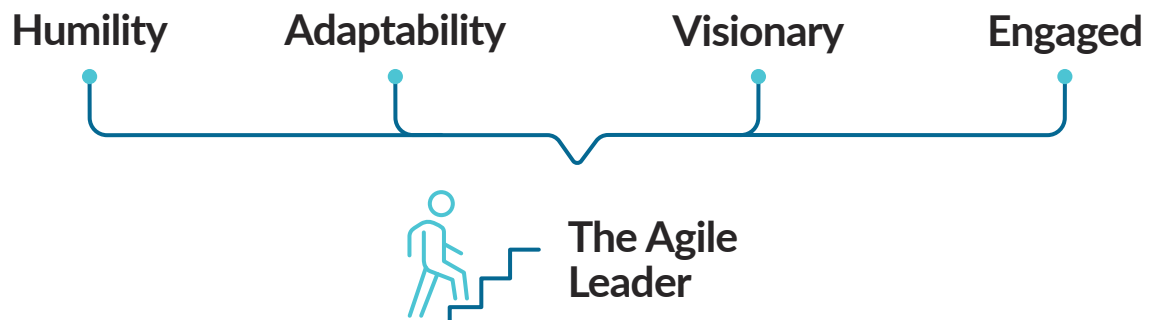 Humility
Adaptability
Visionary
Engaged
The Agile
Leader